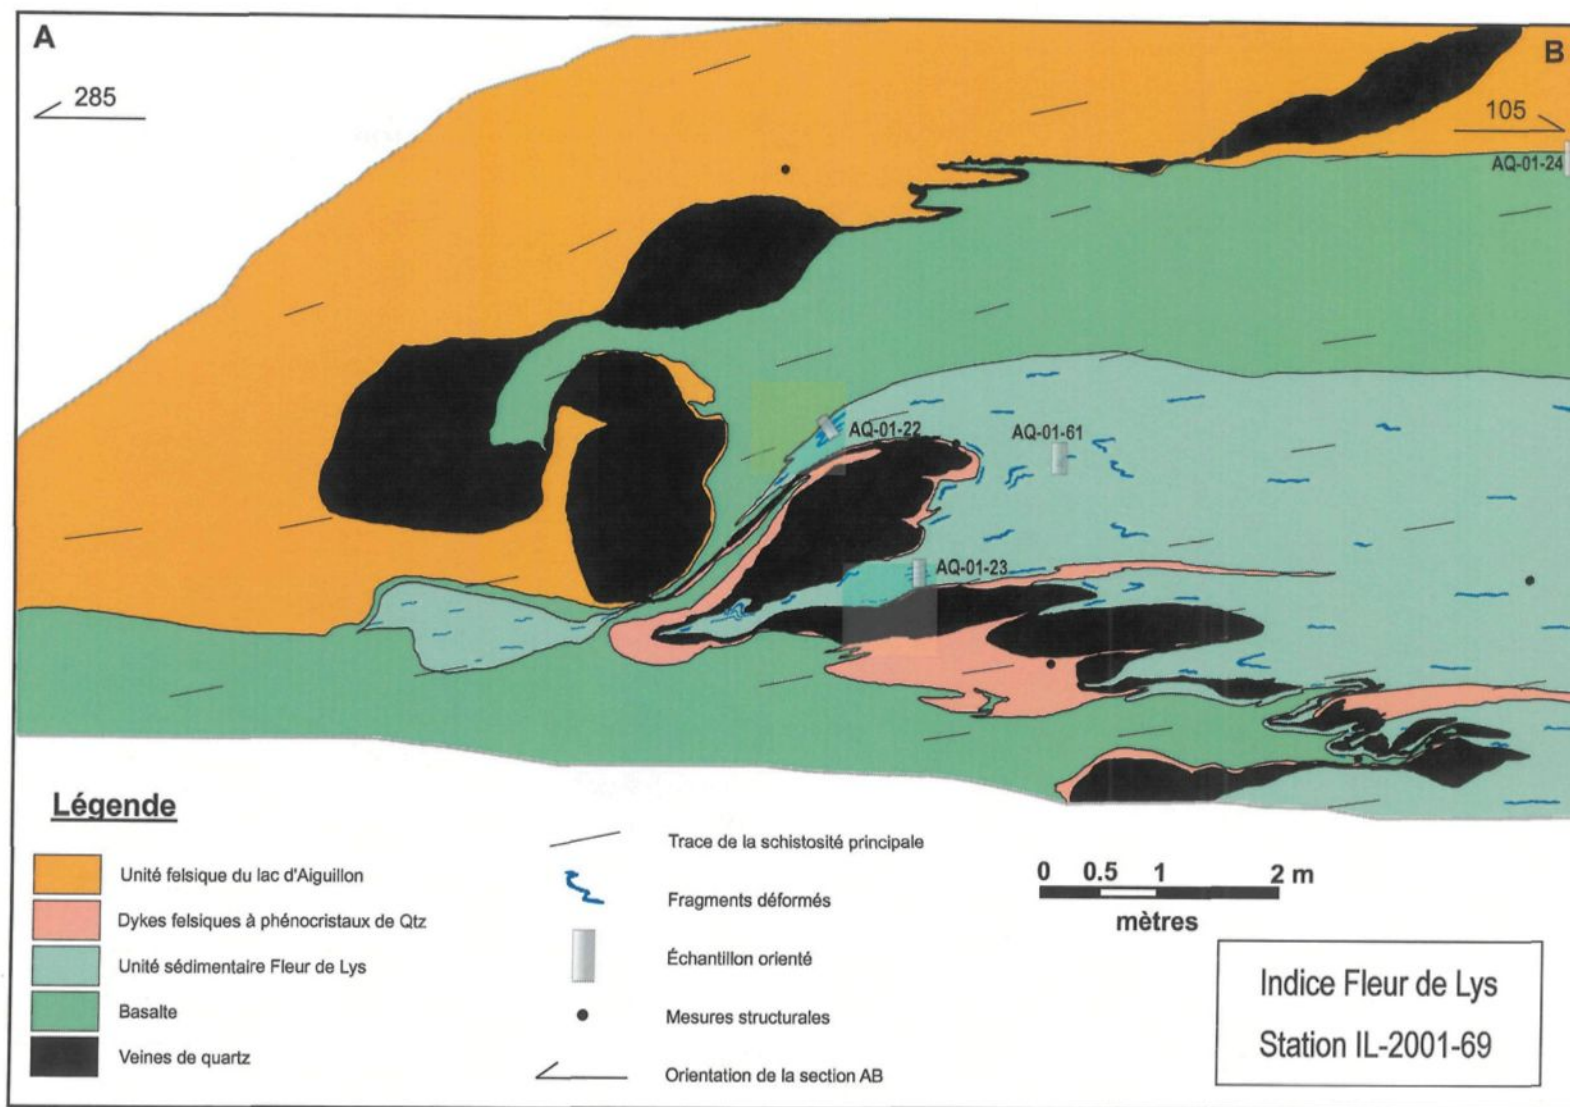 A
B
285
105
AQ-01-24
AQ-01-22
AQ-01-61
AQ-01-23
Légende
Unité felsique du lac d'Aiguillon
Dykes felsiques à phénocristaux de Qtz
Unité sédimentaire Fleur de Lys
Basalte
Veines de quartz
Trace de la schistosité principale
Fragments déformés
Échantillon orienté
Mesures structurales
Orientation de la section AB
0 0.5 1 2 m
mètres
Indice Fleur de Lys
Station IL-2001-69